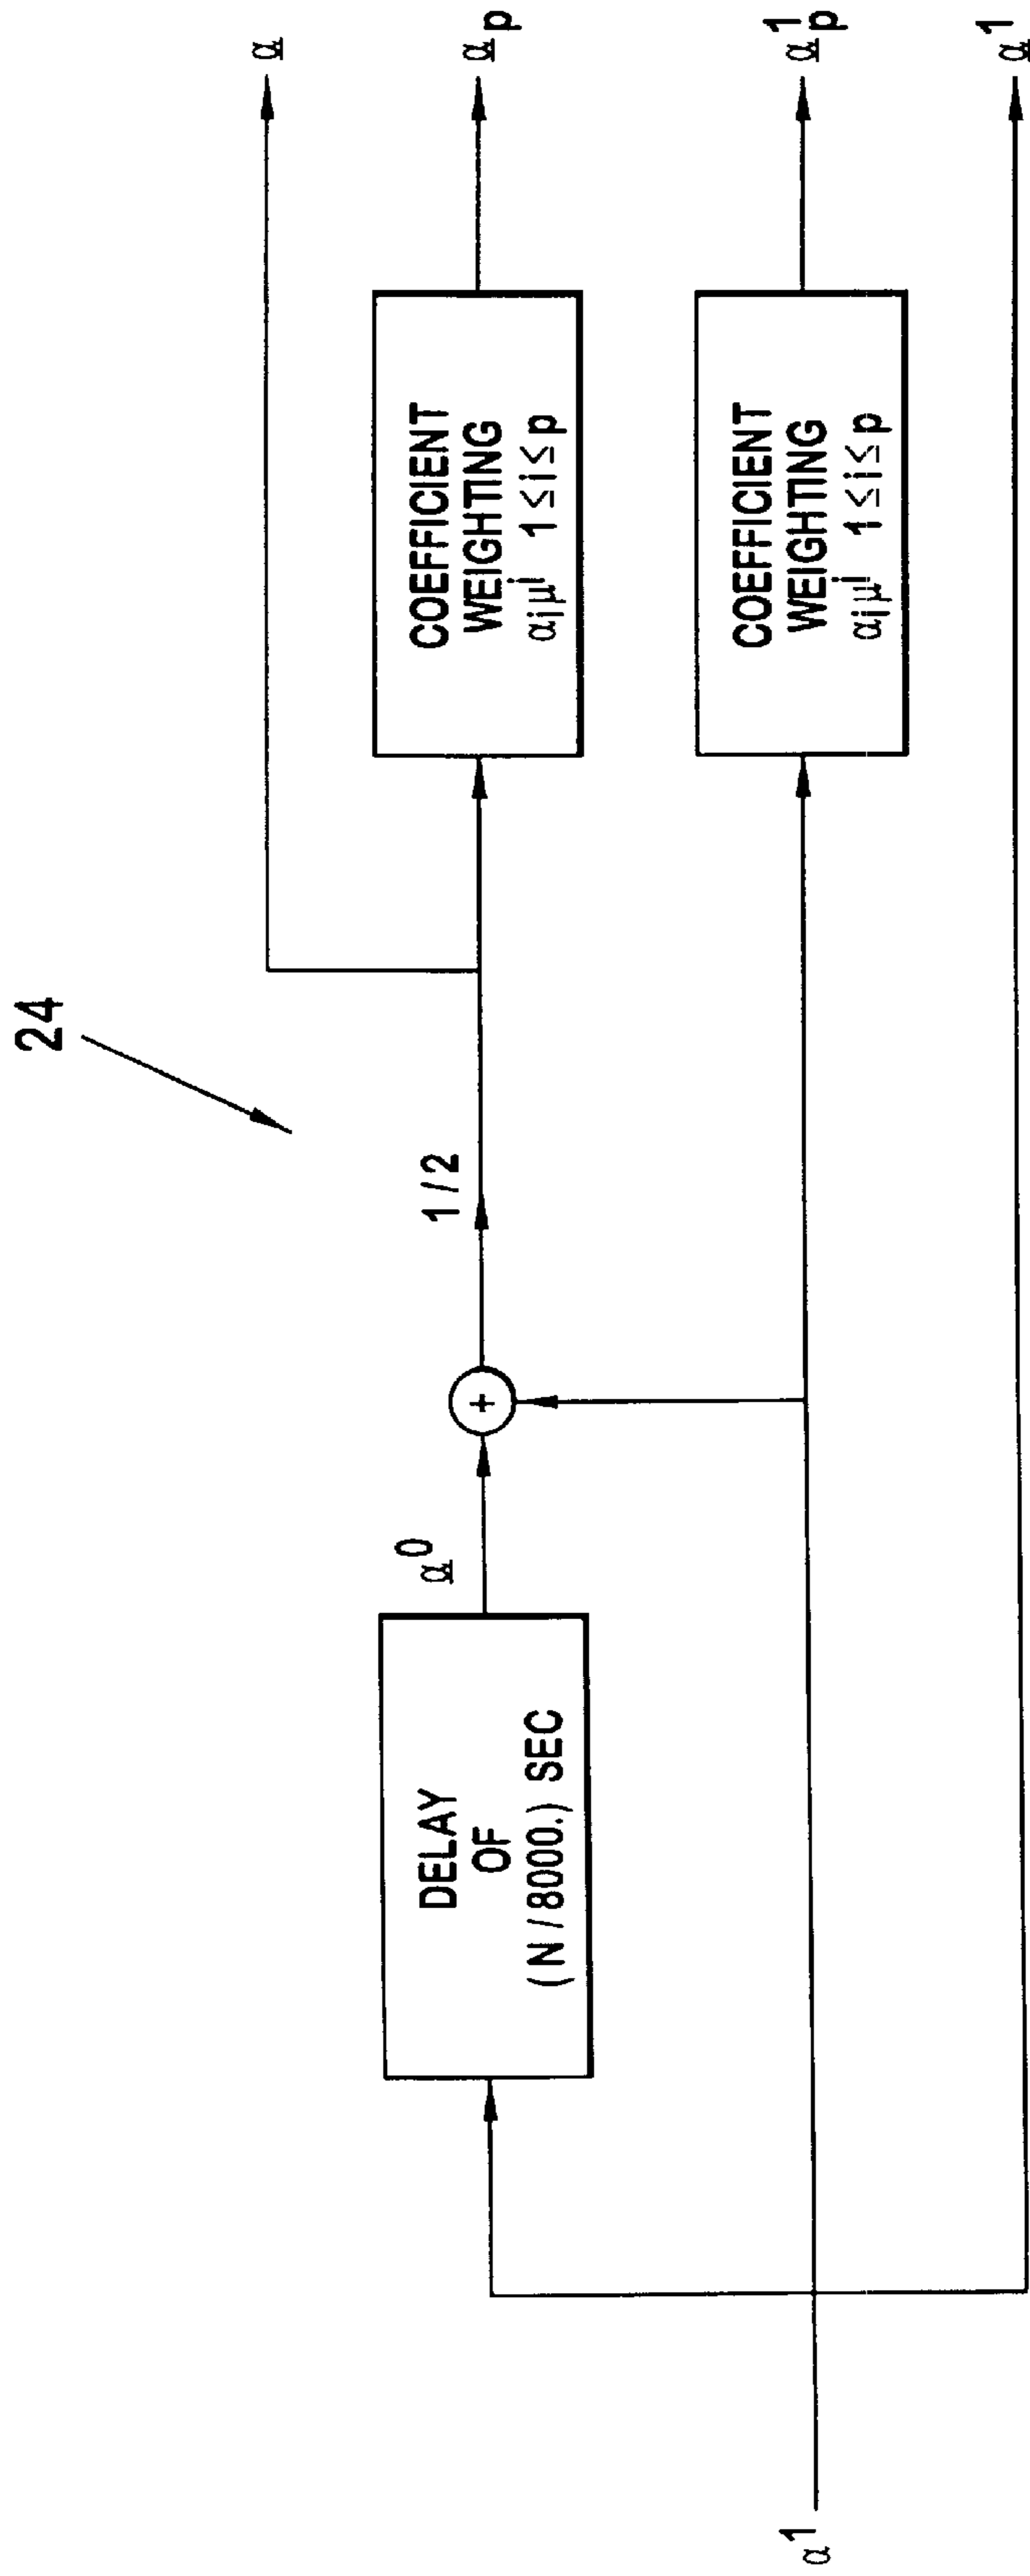 24
α
DELAY
OF
(N/8000.) SEC
α⁰
+
1/2
COEFFICIENT
WEIGHTING
αᵢμⁱ 1≤i≤p
αₚ
α¹
COEFFICIENT
WEIGHTING
αᵢμⁱ 1≤i≤p
α¹ₚ
α¹